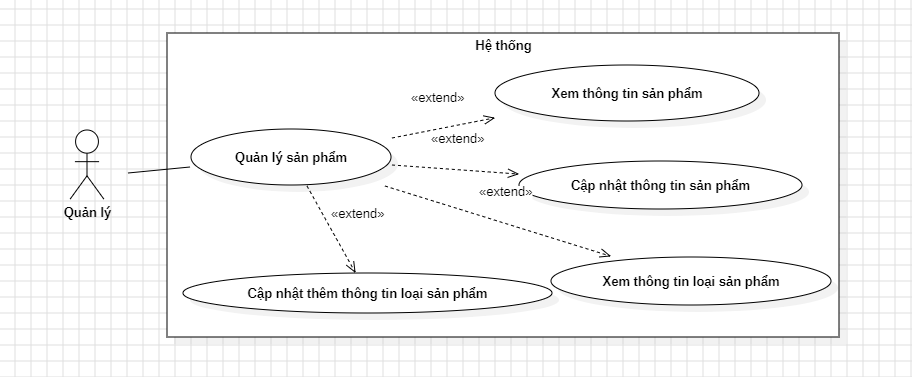 Hệ thống
Xem thông tin sản phẩm
«extend»
«extend»
Quản lý sản phẩm
Cập nhật thông tin sản phẩm
«extend»
Quản lý
«extend»
Xem thông tin loại sản phẩm
Cập nhật thêm thông tin loại sản phẩm